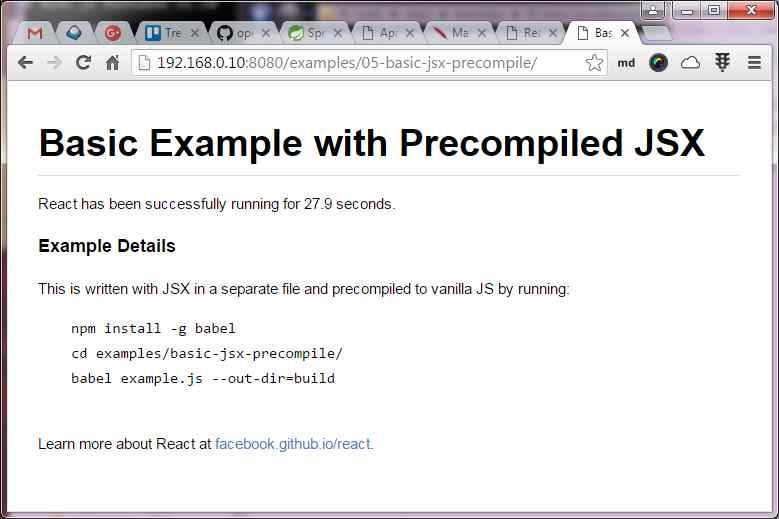 Tre
ope
Spr
Apa
Ma
Rea
Bas
192.168.0.10:8080/examples/05-basic-jsx-precompile/
md
Basic Example with Precompiled JSX
React has been successfully running for 27.9 seconds.
Example Details
This is written with JSX in a separate file and precompiled to vanilla JS by running:
npm install -g babel
cd examples/basic-jsx-precompile/
babel example.js --out-dir=build
Learn more about React at facebook.github.io/react.